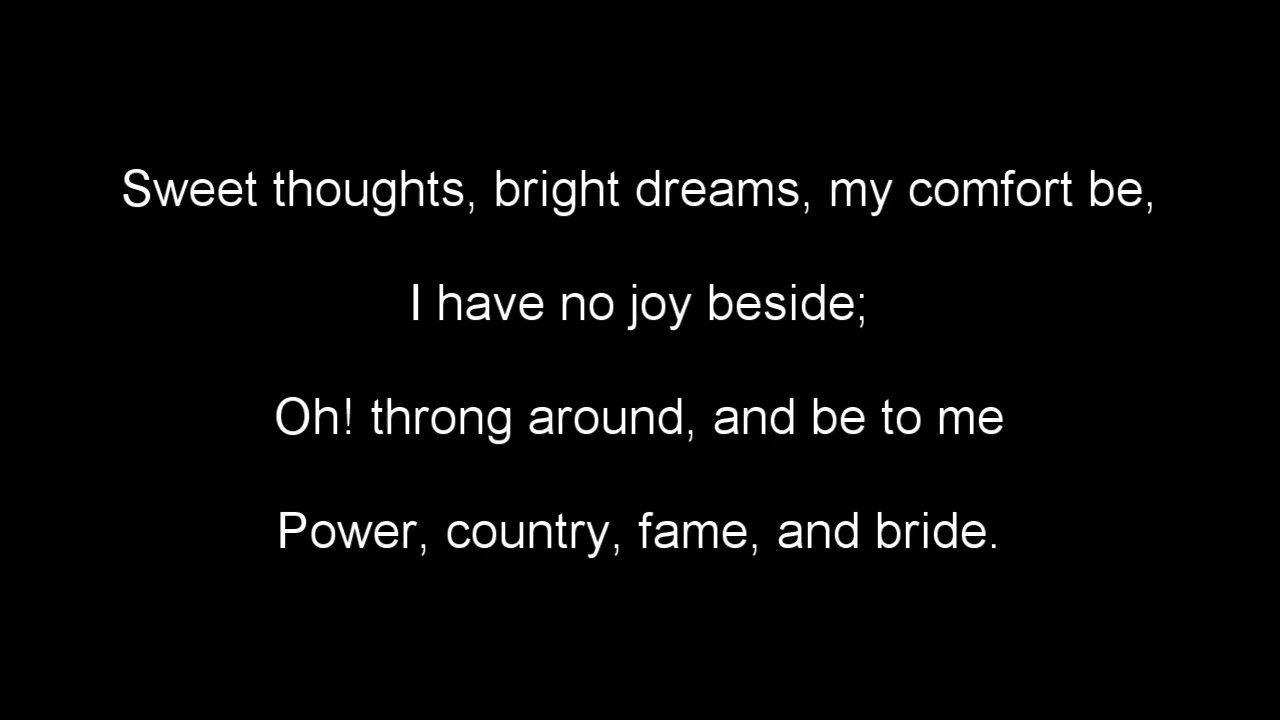 Sweet thoughts, bright dreams, my comfort be,
I have no joy beside;
Oh! throng around, and be to me
Power, country, fame, and bride.